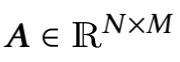 A ∈ ℝ^{N×M}